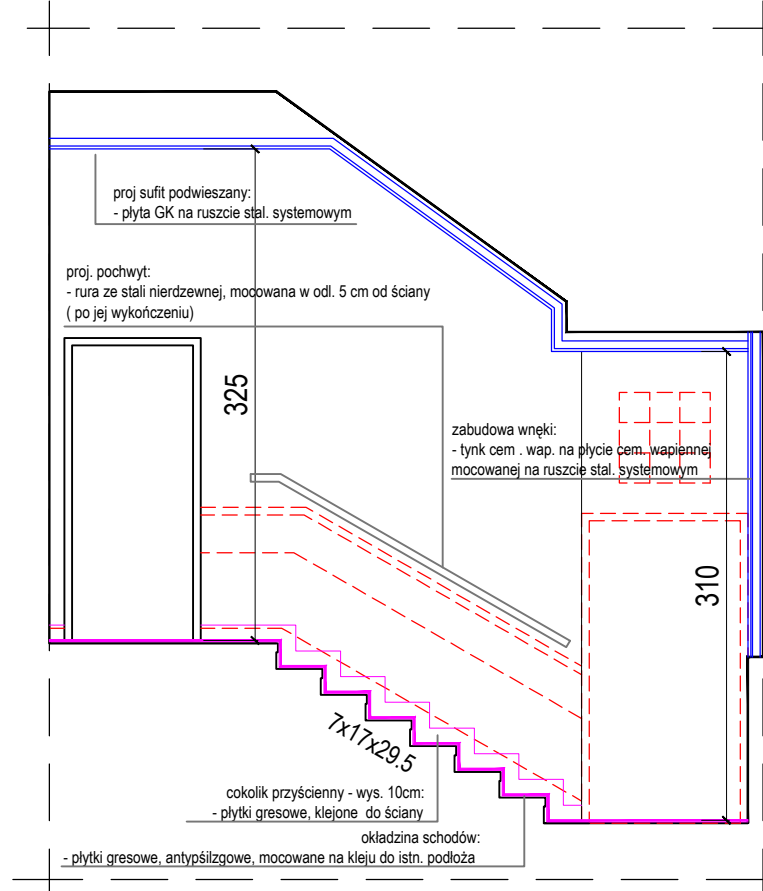 proj sufit podwieszany:
- płyta GK na ruszcie stal. systemowym
proj. pochwyt:
- rura ze stali nierdzewnej, mocowana w odl. 5 cm od ściany
( po jej wykończeniu)
325
zabudowa wnęki:
- tynk cem . wap. na płycie cem. wapiennej
mocowanej na ruszcie stal. systemowym
310
7x17x29.5
cokolik przyścienny - wys. 10cm:
- płytki gresowe, klejone do ściany
okładzina schodów:
- płytki gresowe, antypśilzgowe, mocowane na kleju do istn. podłoża